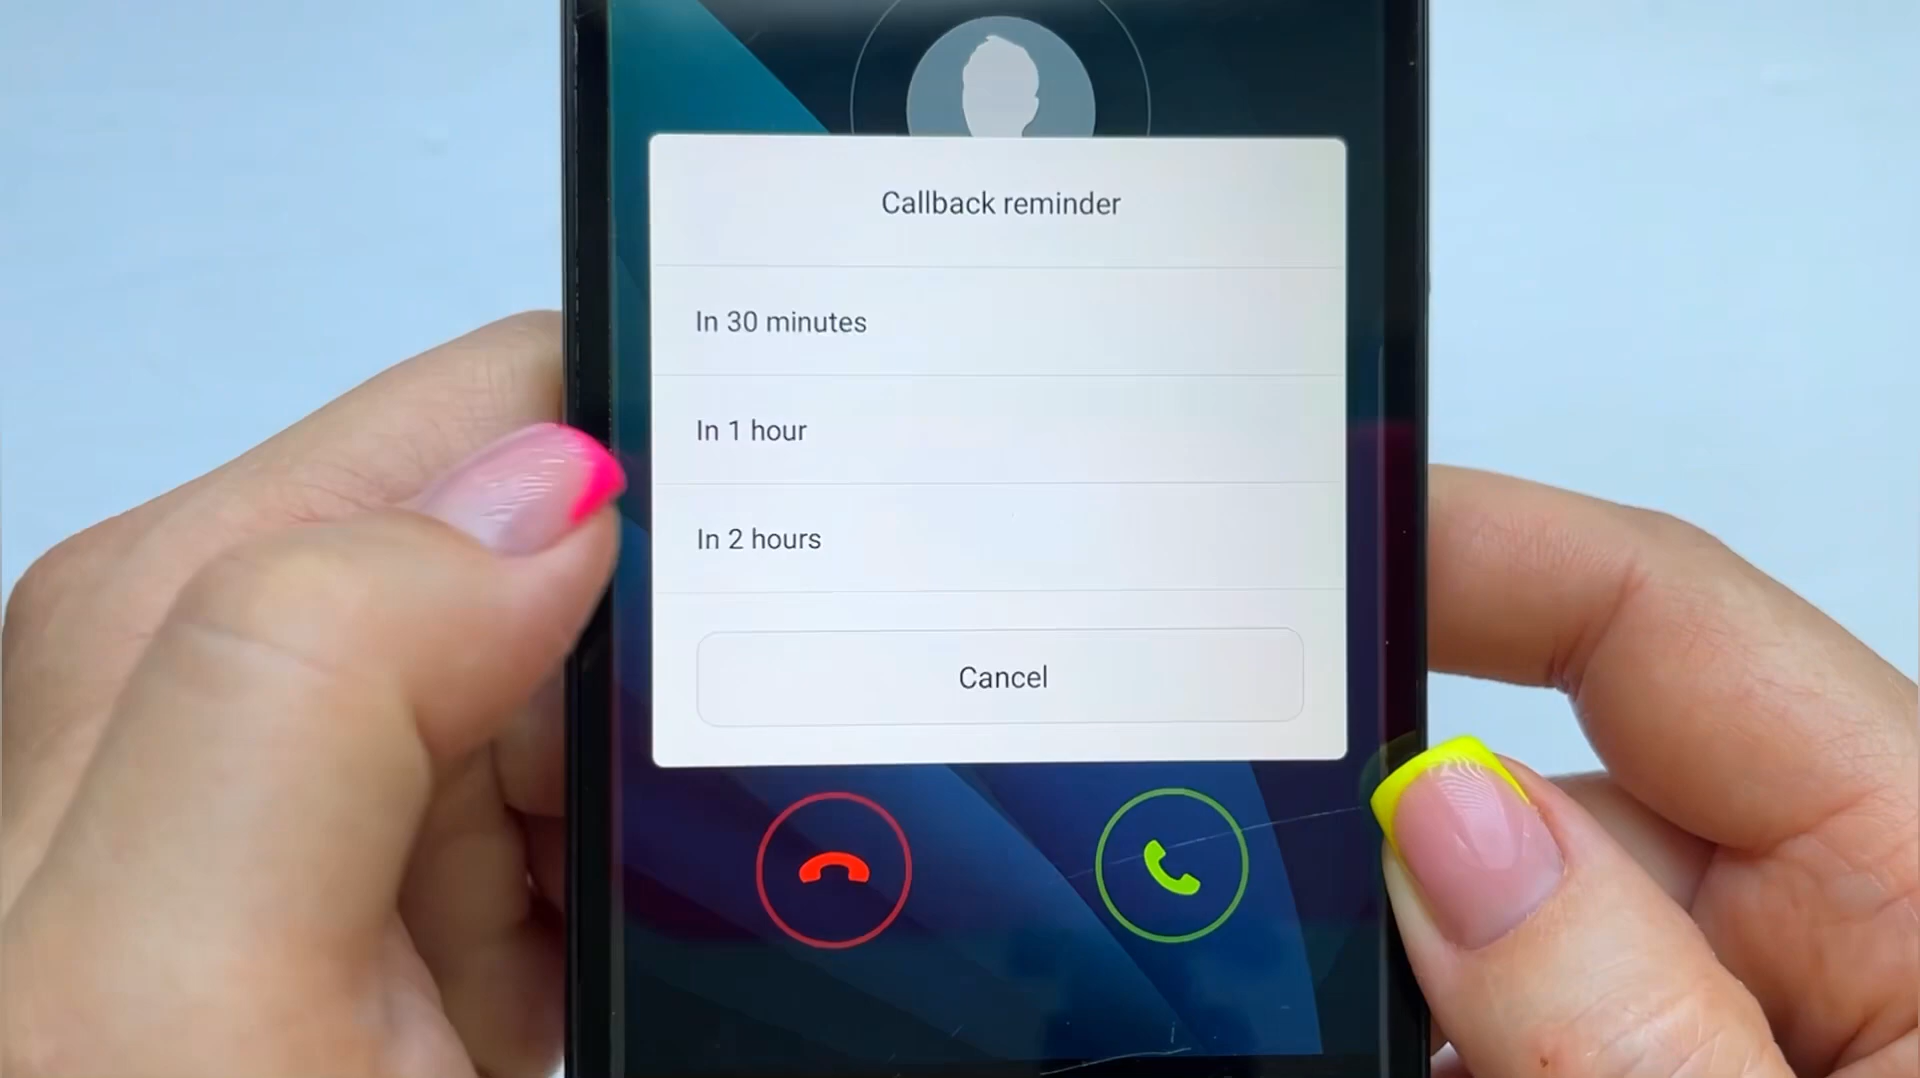 Callback reminder
In 30 minutes
In 1 hour
In 2 hours
Cancel